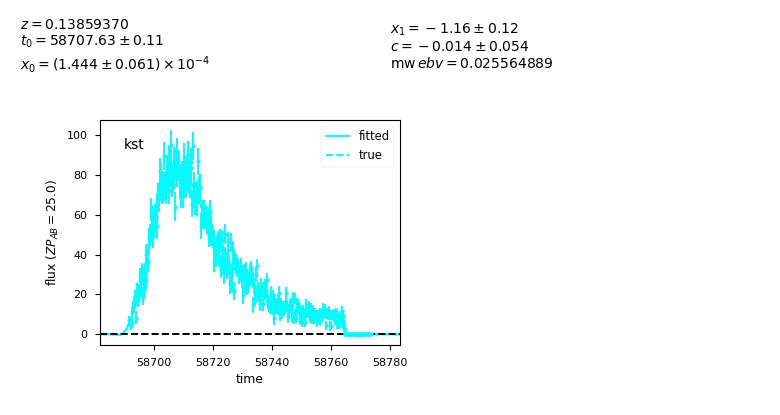 z = 0.13859370
t₀ = 58707.63 ± 0.11
x₀ = (1.444 ± 0.061) × 10⁻⁴
x₁ = −1.16 ± 0.12
c = −0.014 ± 0.054
mw ebv = 0.025564889
kst
fitted
true
flux (ZP_AB = 25.0)
100
80
60
40
20
0
58700 58720 58740 58760 58780
time